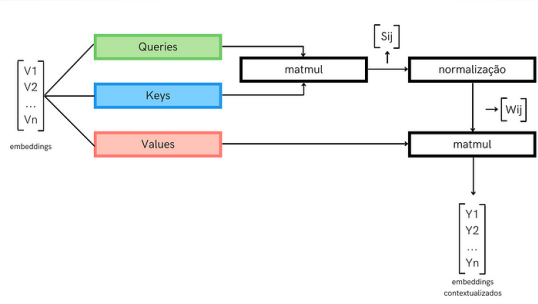 V1
V2
...
Vn
embeddings
Queries
Keys
Values
matmul
Sij
normalização
Wij
matmul
Y1
Y2
...
Yn
embeddings
contextualizados